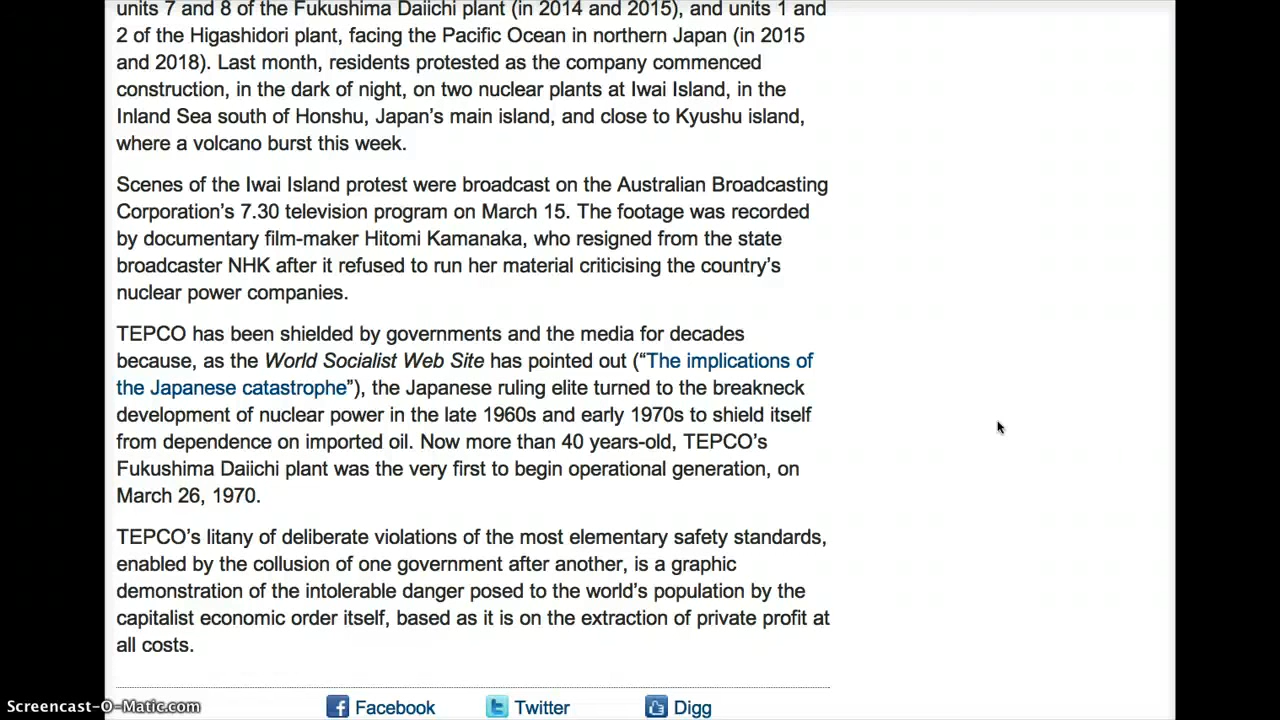 units 7 and 8 of the Fukushima Daiichi plant (in 2014 and 2015), and units 1 and
2 of the Higashidori plant, facing the Pacific Ocean in northern Japan (in 2015
and 2018). Last month, residents protested as the company commenced
construction, in the dark of night, on two nuclear plants at Iwai Island, in the
Inland Sea south of Honshu, Japan’s main island, and close to Kyushu island,
where a volcano burst this week.
Scenes of the Iwai Island protest were broadcast on the Australian Broadcasting
Corporation’s 7.30 television program on March 15. The footage was recorded
by documentary film-maker Hitomi Kamanaka, who resigned from the state
broadcaster NHK after it refused to run her material criticising the country’s
nuclear power companies.
TEPCO has been shielded by governments and the media for decades
because, as the World Socialist Web Site has pointed out (“The implications of
the Japanese catastrophe”), the Japanese ruling elite turned to the breakneck
development of nuclear power in the late 1960s and early 1970s to shield itself
from dependence on imported oil. Now more than 40 years-old, TEPCO’s
Fukushima Daiichi plant was the very first to begin operational generation, on
March 26, 1970.
TEPCO’s litany of deliberate violations of the most elementary safety standards,
enabled by the collusion of one government after another, is a graphic
demonstration of the intolerable danger posed to the world’s population by the
capitalist economic order itself, based as it is on the extraction of private profit at
all costs.
Facebook Twitter Digg
Screencast-O-Matic.com